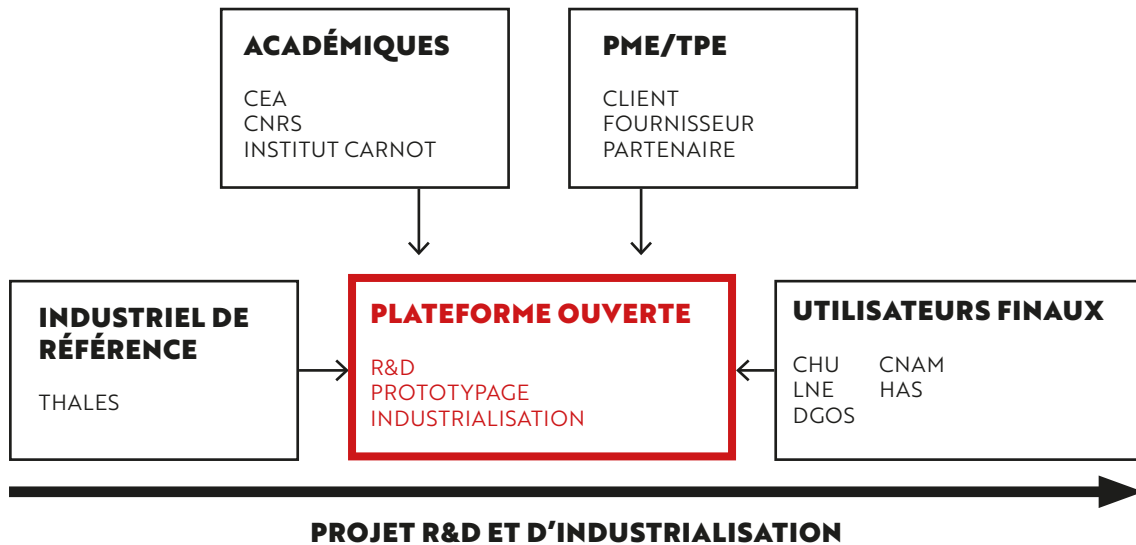 ACADÉMIQUES
CEA
CNRS
INSTITUT CARNOT
PME/TPE
CLIENT
FOURNISSEUR
PARTENAIRE
INDUSTRIEL DE
RÉFÉRENCE
THALES
PLATEFORME OUVERTE
R&D
PROTOTYPAGE
INDUSTRIALISATION
UTILISATEURS FINAUX
CHU CNAM
LNE HAS
DGOS
PROJET R&D ET D’INDUSTRIALISATION